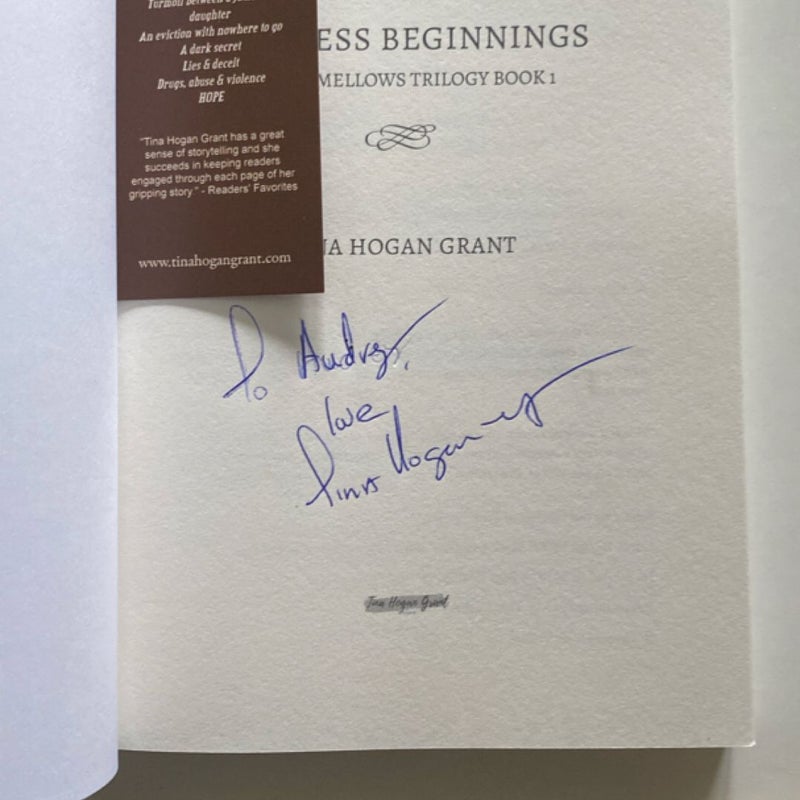 Turmoil between
daughter
An eviction with nowhere to go
A dark secret
Lies & deceit
Drugs, abuse & violence
HOPE
"Tina Hogan Grant has a great
sense of storytelling and she
succeeds in keeping readers
engaged through each page of her
gripping story." - Readers' Favorites
www.tinahogangrant.com
ESS BEGINNINGS
MELLOWS TRILOGY BOOK 1
NA HOGAN GRANT
To Audrey,
love
Tina Hogan
Tina Hogan Grant